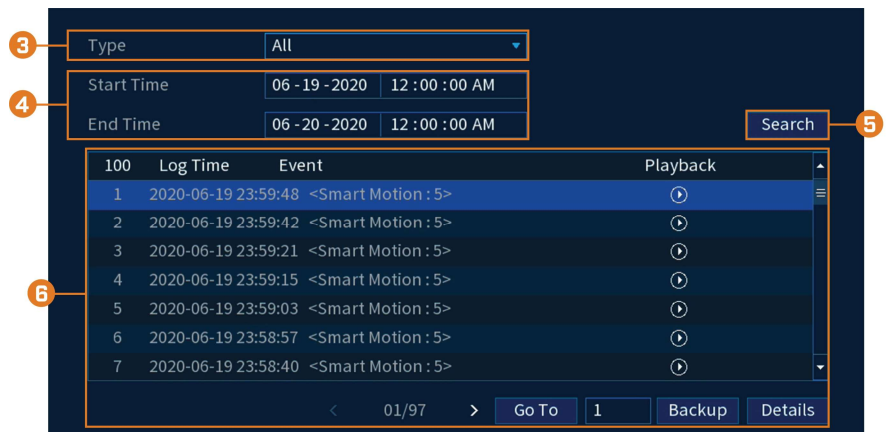 3 Type All
Start Time 06 - 19 - 2020 12 : 00 : 00 AM
4
End Time 06 - 20 - 2020 12 : 00 : 00 AM Search 5
100 Log Time Event Playback
1 2020-06-19 23:59:48 <Smart Motion : 5>
2 2020-06-19 23:59:42 <Smart Motion : 5>
3 2020-06-19 23:59:21 <Smart Motion : 5>
4 2020-06-19 23:59:15 <Smart Motion : 5>
6
5 2020-06-19 23:59:03 <Smart Motion : 5>
6 2020-06-19 23:58:57 <Smart Motion : 5>
7 2020-06-19 23:58:40 <Smart Motion : 5>
< 01/97 > Go To 1 Backup Details